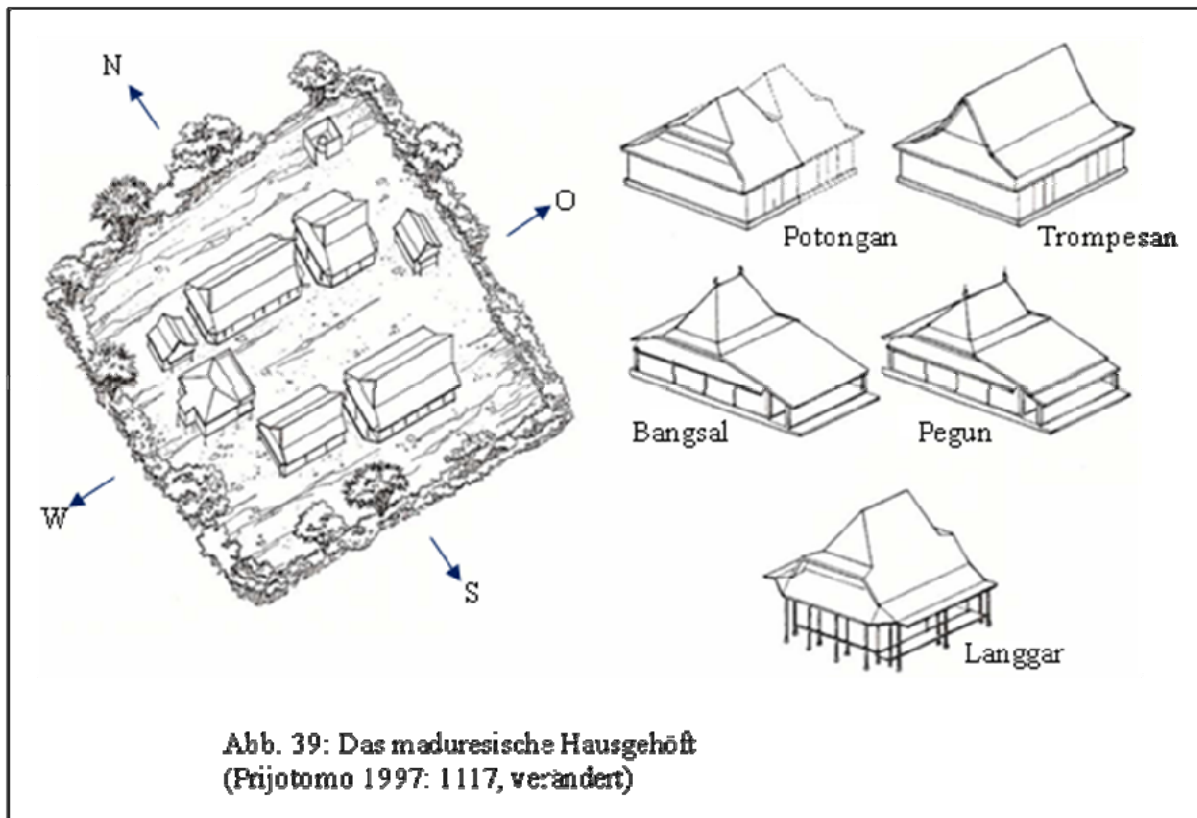 N
O
W
S
Potongan
Trompesan
Bangsal
Pegun
Langgar
Abb. 39: Das maduresische Hausgehöft
(Prijotomo 1997: 1117, verändert)